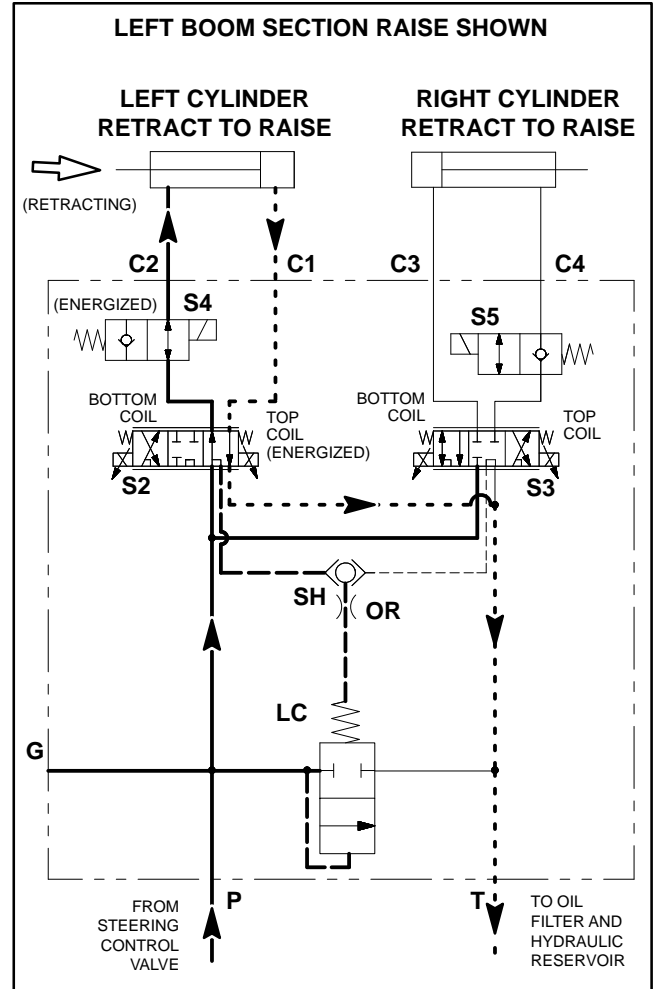 LEFT BOOM SECTION RAISE SHOWN
LEFT CYLINDER
RETRACT TO RAISE
RIGHT CYLINDER
RETRACT TO RAISE
(RETRACTING)
C2
C1
C3
C4
(ENERGIZED)
S4
S5
BOTTOM
COIL
TOP
COIL
(ENERGIZED)
BOTTOM
COIL
TOP
COIL
S2
S3
SH
OR
LC
G
P
T
FROM
STEERING
CONTROL
VALVE
TO OIL
FILTER AND
HYDRAULIC
RESERVOIR